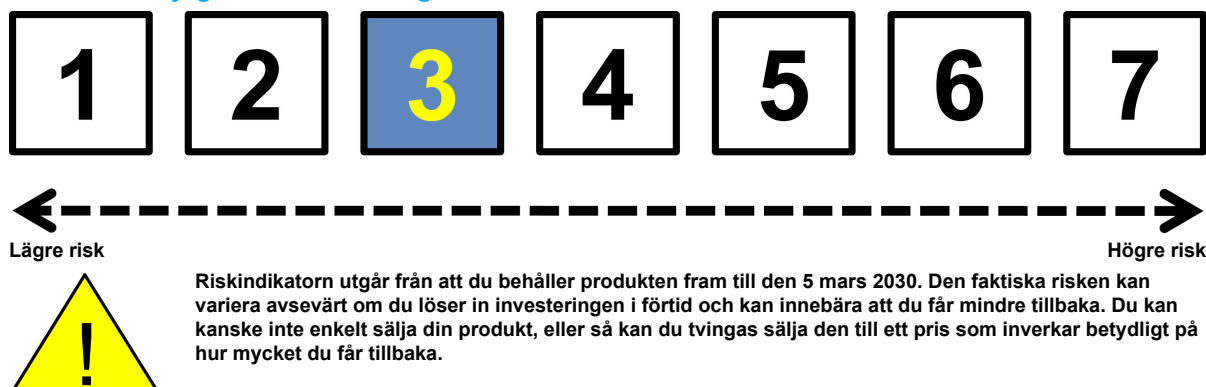 1 2 3 4 5 6 7
Lägre risk Högre risk
Riskindikatorn utgår från att du behåller produkten fram till den 5 mars 2030. Den faktiska risken kan
variera avsevärt om du löser in investeringen i förtid och kan innebära att du får mindre tillbaka. Du kan
kanske inte enkelt sälja din produkt, eller så kan du tvingas sälja den till ett pris som inverkar betydligt på
hur mycket du får tillbaka.
!